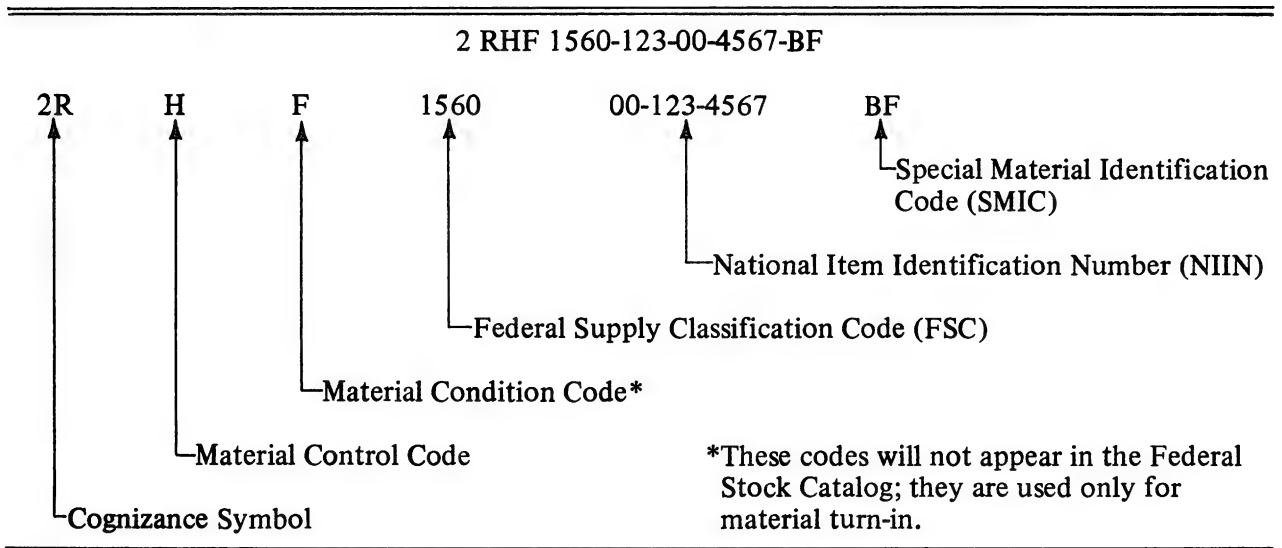 2 RHF 1560-123-00-4567-BF
2R H F 1560 00-123-4567 BF
Special Material Identification
Code (SMIC)
National Item Identification Number (NIIN)
Federal Supply Classification Code (FSC)
Material Condition Code*
Material Control Code
Cognizance Symbol
*These codes will not appear in the Federal
Stock Catalog; they are used only for
material turn-in.